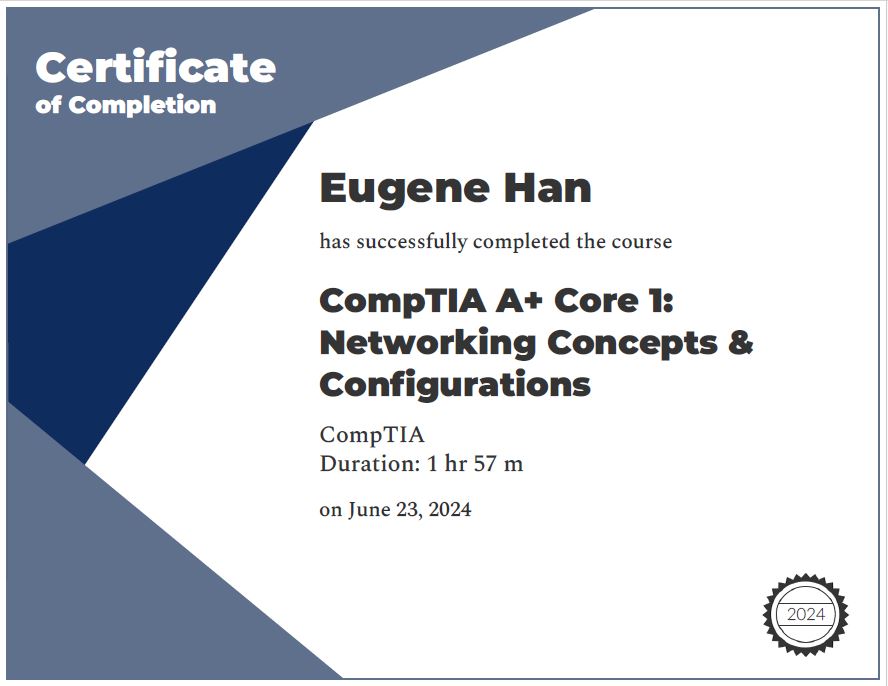 Certificate
of Completion
Eugene Han
has successfully completed the course
CompTIA A+ Core 1:
Networking Concepts &
Configurations
CompTIA
Duration: 1 hr 57 m
on June 23, 2024
2024